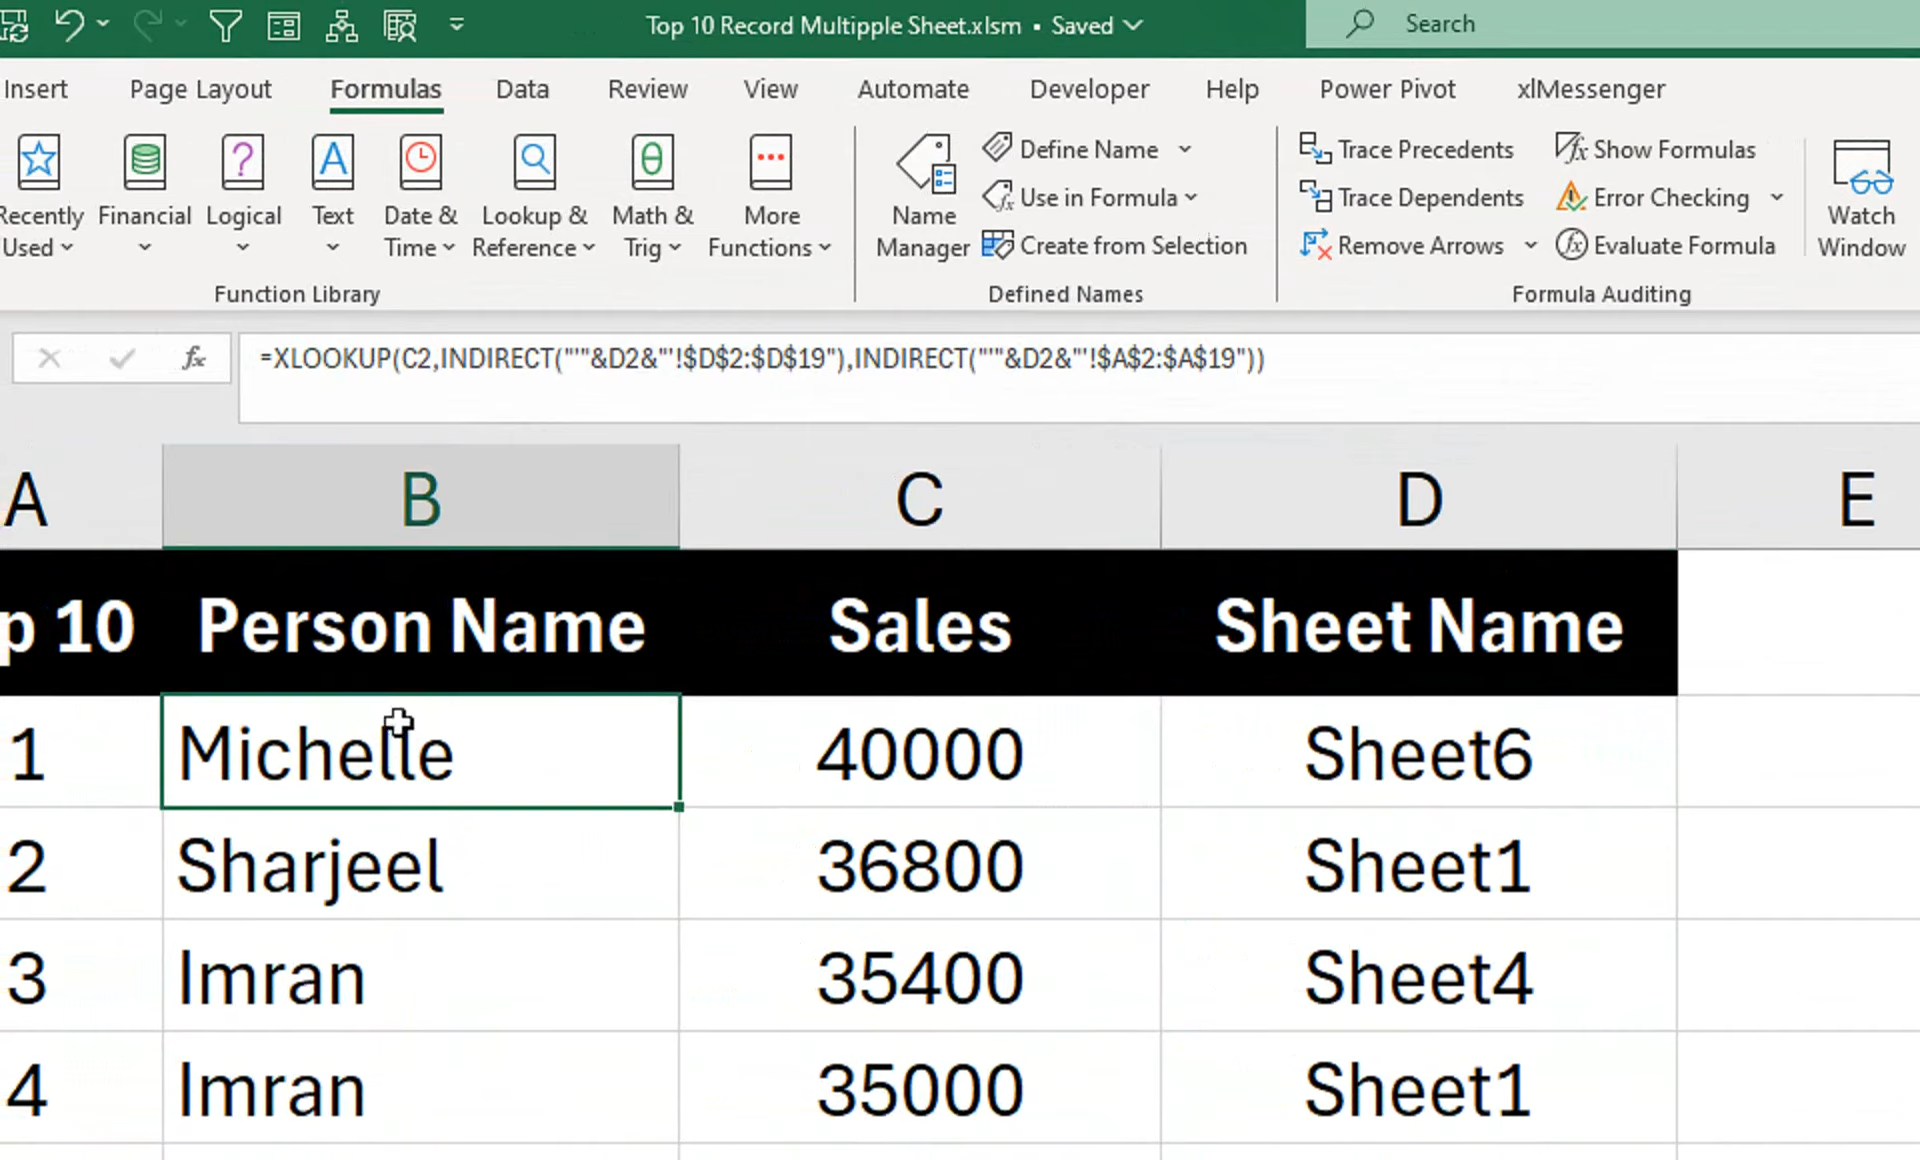 Top 10 Record Multipple Sheet.xlsm • Saved
Search
Insert Page Layout Formulas Data Review View Automate Developer Help Power Pivot xlMessenger
Recently Used
Financial
Logical
Text
Date & Time
Lookup & Reference
Math & Trig
More Functions
Function Library
Name Manager
Define Name
Use in Formula
Create from Selection
Defined Names
Trace Precedents
Trace Dependents
Remove Arrows
Show Formulas
Error Checking
Evaluate Formula
Formula Auditing
Watch Window
fx =XLOOKUP(C2,INDIRECT("'"&D2&"'!$D$2:$D$19"),INDIRECT("'"&D2&"'!$A$2:$A$19"))
A B C D E
p 10 Person Name Sales Sheet Name
1 Michelle 40000 Sheet6
2 Sharjeel 36800 Sheet1
3 Imran 35400 Sheet4
4 Imran 35000 Sheet1